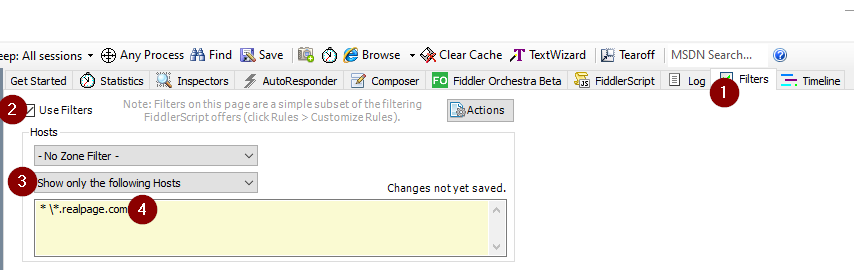 eep: All sessions Any Process Find Save Browse Clear Cache TextWizard Tearoff MSDN Search...
Get Started Statistics Inspectors AutoResponder Composer FO Fiddler Orchestra Beta FiddlerScript Log Filters Timeline
1
2 Use Filters Note: Filters on this page are a simple subset of the filtering
FiddlerScript offers (click Rules > Customize Rules). Actions
Hosts
- No Zone Filter -
3 Show only the following Hosts
Changes not yet saved.
* \*.realpage.com 4